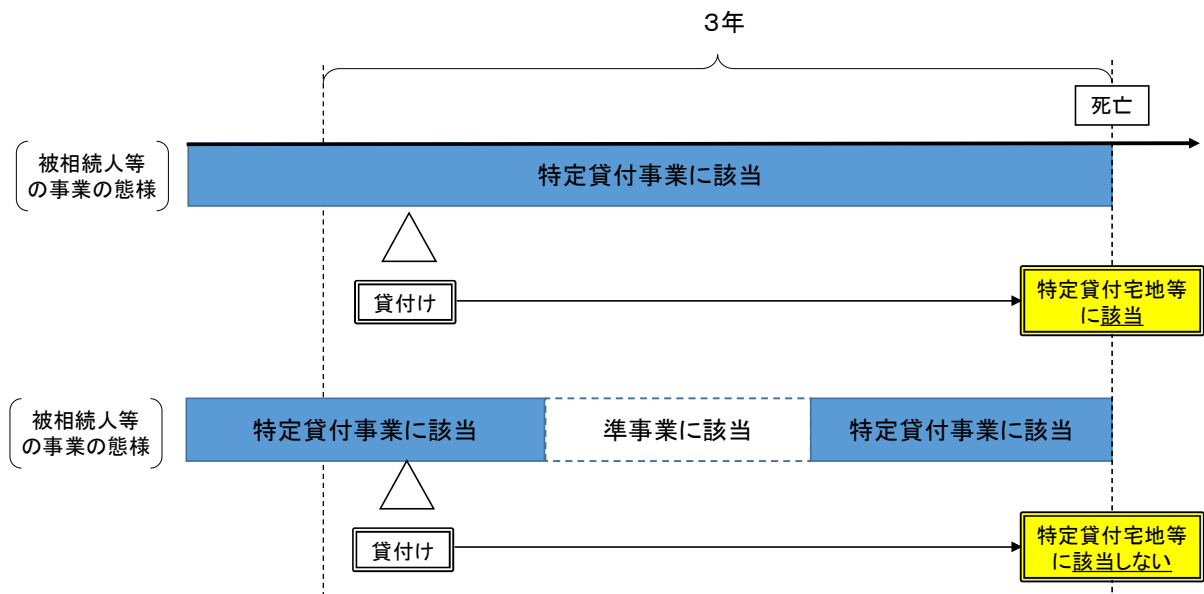 ３年
死亡
被相続人等
の事業の態様
特定貸付事業に該当
貸付け
特定貸付宅地等
に該当
被相続人等
の事業の態様
特定貸付事業に該当
準事業に該当
特定貸付事業に該当
貸付け
特定貸付宅地等
に該当しない